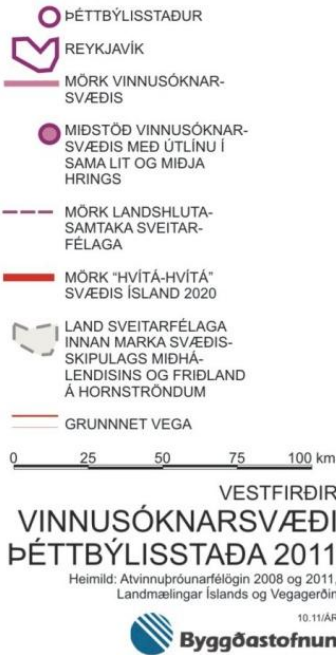 ÞÉTTBÝLISSTAÐUR
REYKJAVÍK
MÖRK VINNUSÓKNAR-
SVÆÐIS
MIÐSTÖÐ VINNUSÓKNAR-
SVÆÐIS MEÐ ÚTLÍNU Í
SAMA LIT OG MIÐJA
HRINGS
MÖRK LANDSHLUTA-
SAMTAKA SVEITAR-
FÉLAGA
MÖRK "HVÍTÁ-HVÍTÁ"
SVÆÐIS ÍSLAND 2020
LAND SVEITARFÉLAGA
INNAN MARKA SVÆÐIS-
SKIPULAGS MIÐHÁ-
LENDISINS OG FRIÐLAND
Á HORNSTRÖNDUM
GRUNNNET VEGA
0 25 50 75 100 km
VESTFIRÐIR
VINNUSÓKNARSVÆÐI
ÞÉTTBÝLISSTAÐA 2011
Heimild: Atvinnuþróunarfélögin 2008 og 2011,
Landmælingar Íslands og Vegagerðin
10.11/ÁR
Byggðastofnun